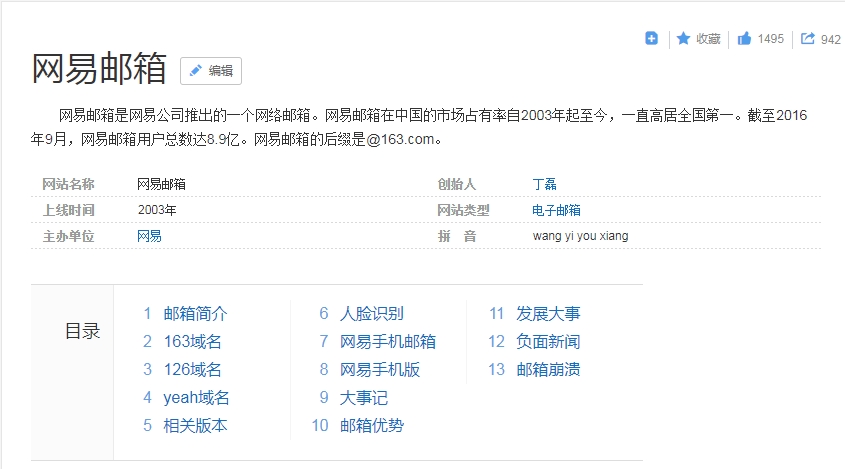 收藏 1495 942
网易邮箱 编辑
网易邮箱是网易公司推出的一个网络邮箱。网易邮箱在中国的市场占有率自2003年起至今，一直高居全国第一。截至2016
年9月，网易邮箱用户总数达8.9亿。网易邮箱的后缀是@163.com。
网站名称 网易邮箱 创始人 丁磊
上线时间 2003年 网站类型 电子邮箱
主办单位 网易 拼 音 wang yi you xiang
目录
1 邮箱简介
2 163域名
3 126域名
4 yeah域名
5 相关版本
6 人脸识别
7 网易手机邮箱
8 网易手机版
9 大事记
10 邮箱优势
11 发展大事
12 负面新闻
13 邮箱崩溃